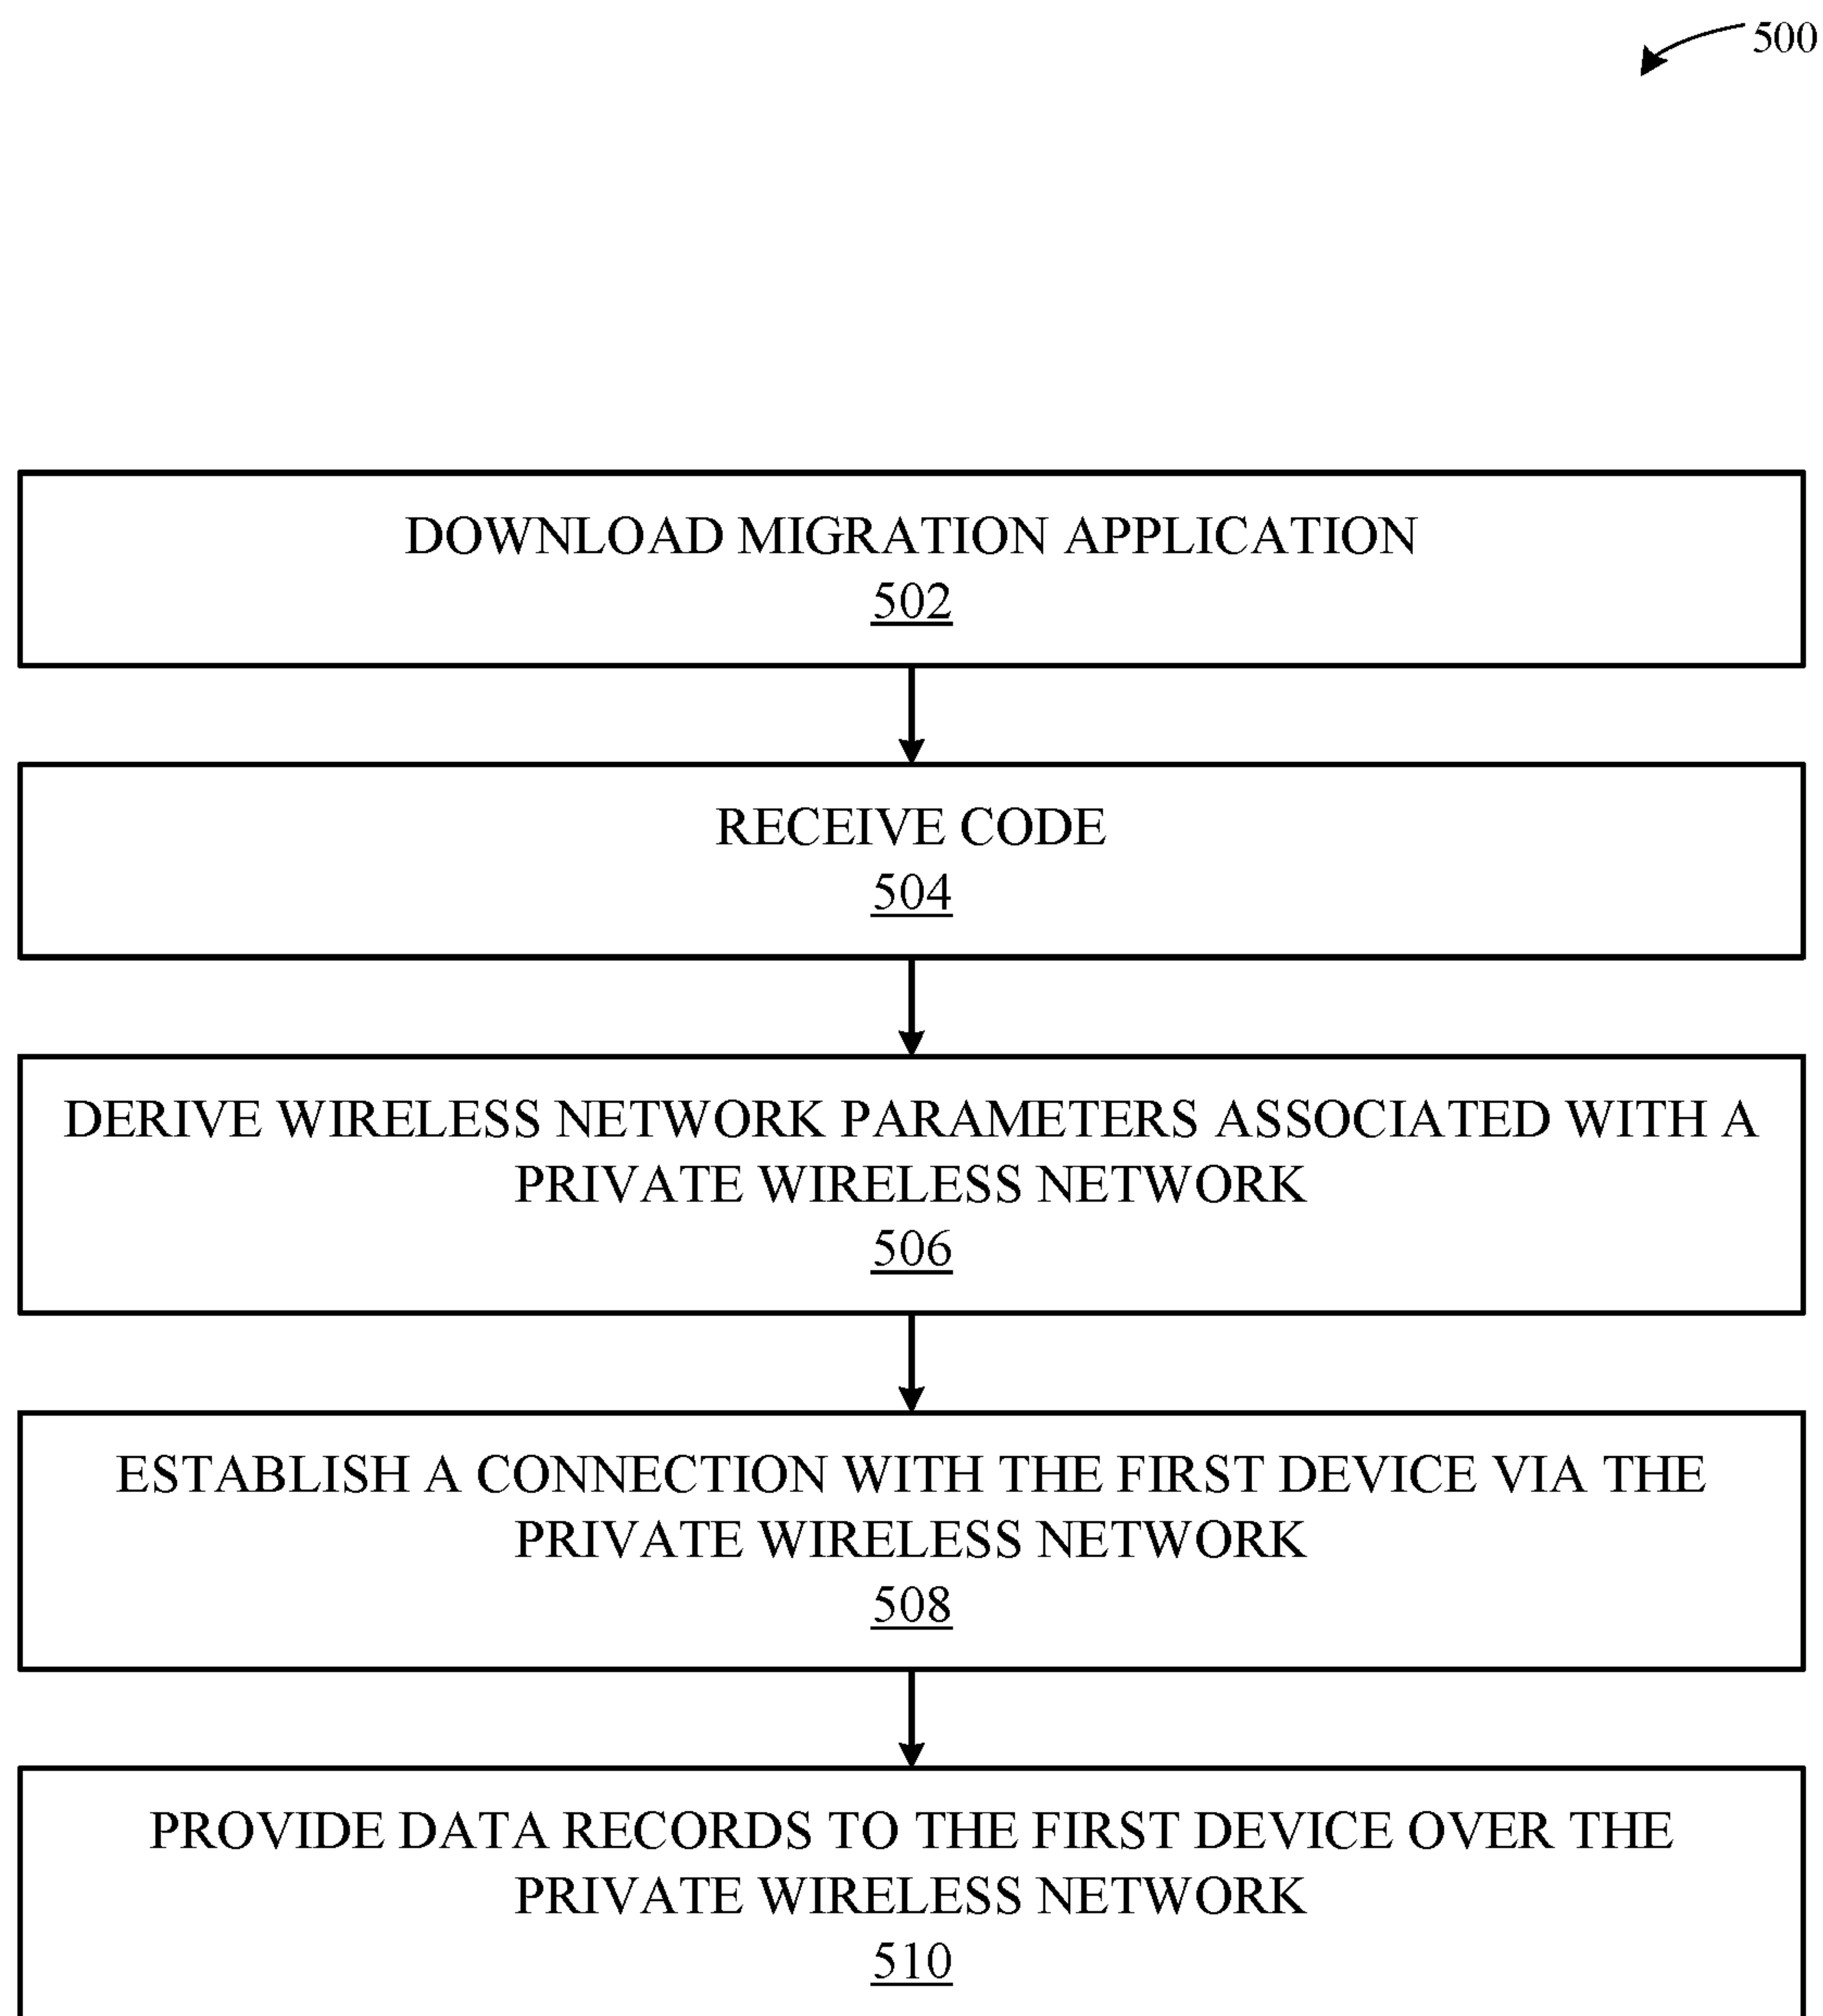 500
DOWNLOAD MIGRATION APPLICATION
502
RECEIVE CODE
504
DERIVE WIRELESS NETWORK PARAMETERS ASSOCIATED WITH A
PRIVATE WIRELESS NETWORK
506
ESTABLISH A CONNECTION WITH THE FIRST DEVICE VIA THE
PRIVATE WIRELESS NETWORK
508
PROVIDE DATA RECORDS TO THE FIRST DEVICE OVER THE
PRIVATE WIRELESS NETWORK
510